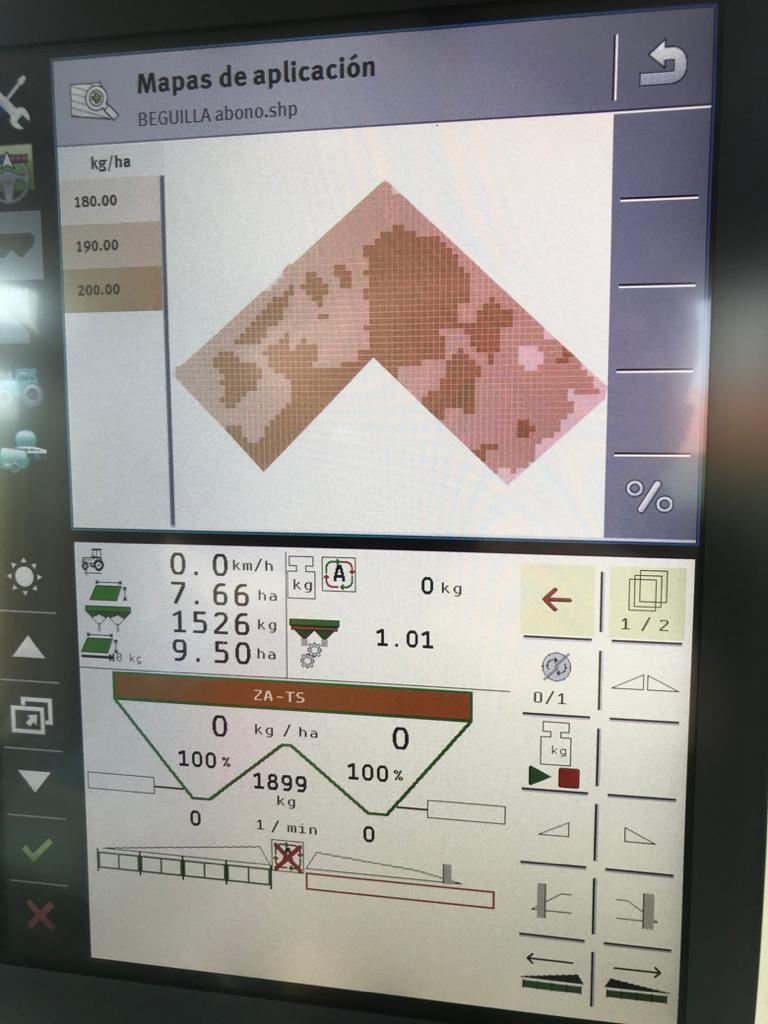 Mapas de aplicación
BEGUILLA abono.shp
kg/ha
180.00
190.00
200.00
%
0.0 km/h
7.66 ha
1526 kg
9.50 ha
kg A 0 kg
1.01
1 / 2
0/1
ZA-TS
0 kg / ha 0
100 % 100 %
1899
kg
0 1 / min 0
kg